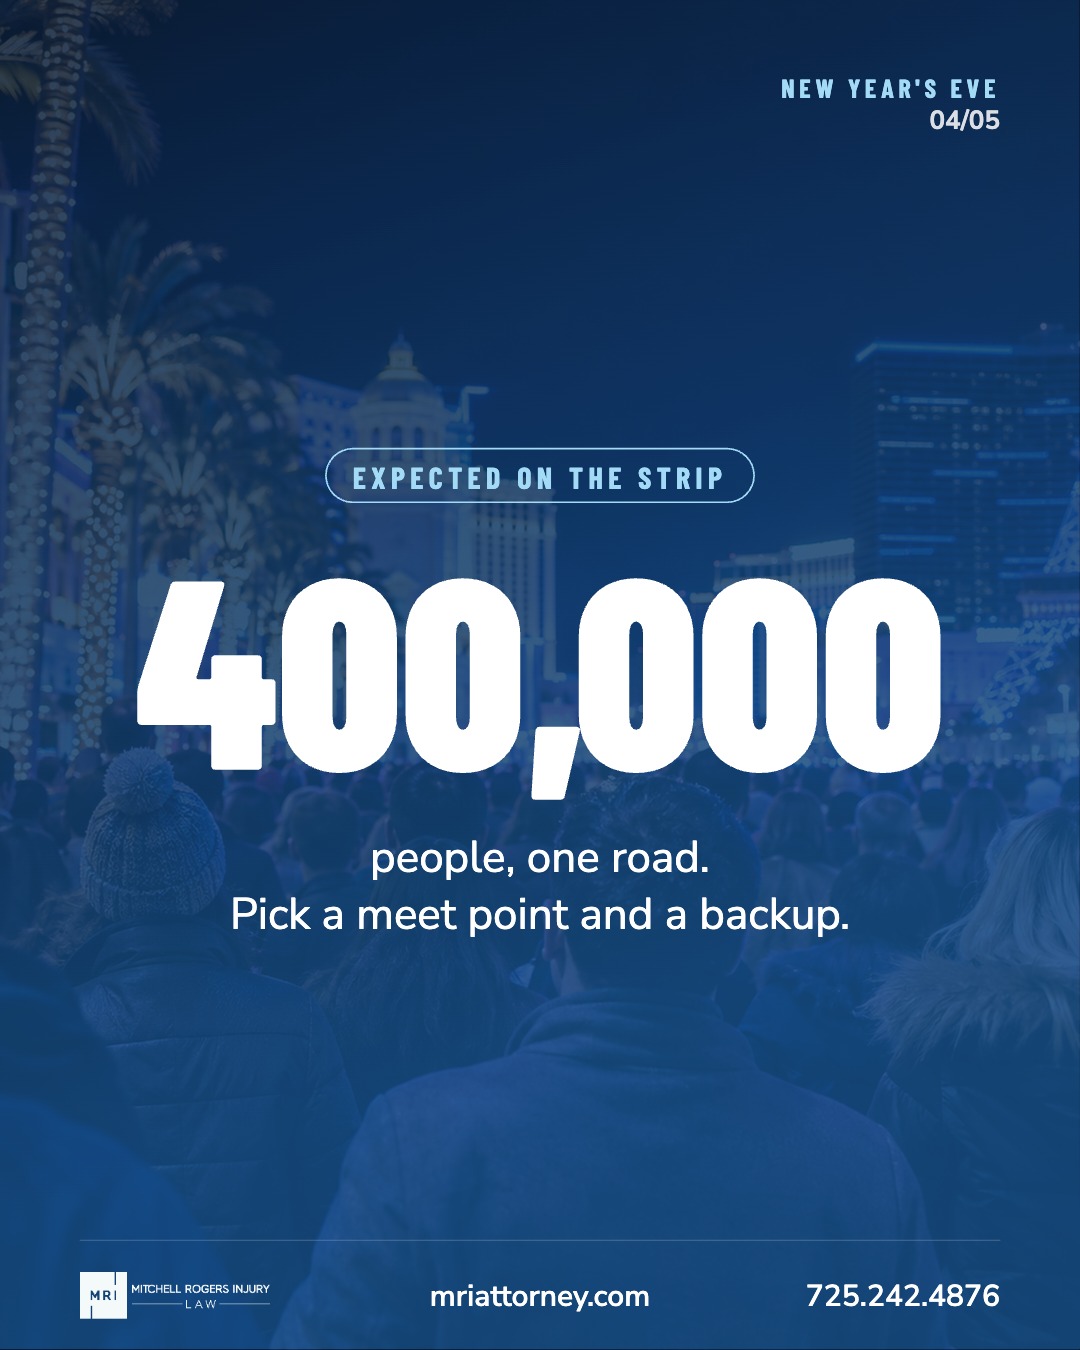 NEW YEAR'S EVE
04/05
EXPECTED ON THE STRIP
400,000
people, one road.
Pick a meet point and a backup.
MRI
MITCHELL ROGERS INJURY
LAW
mriattorney.com
725.242.4876